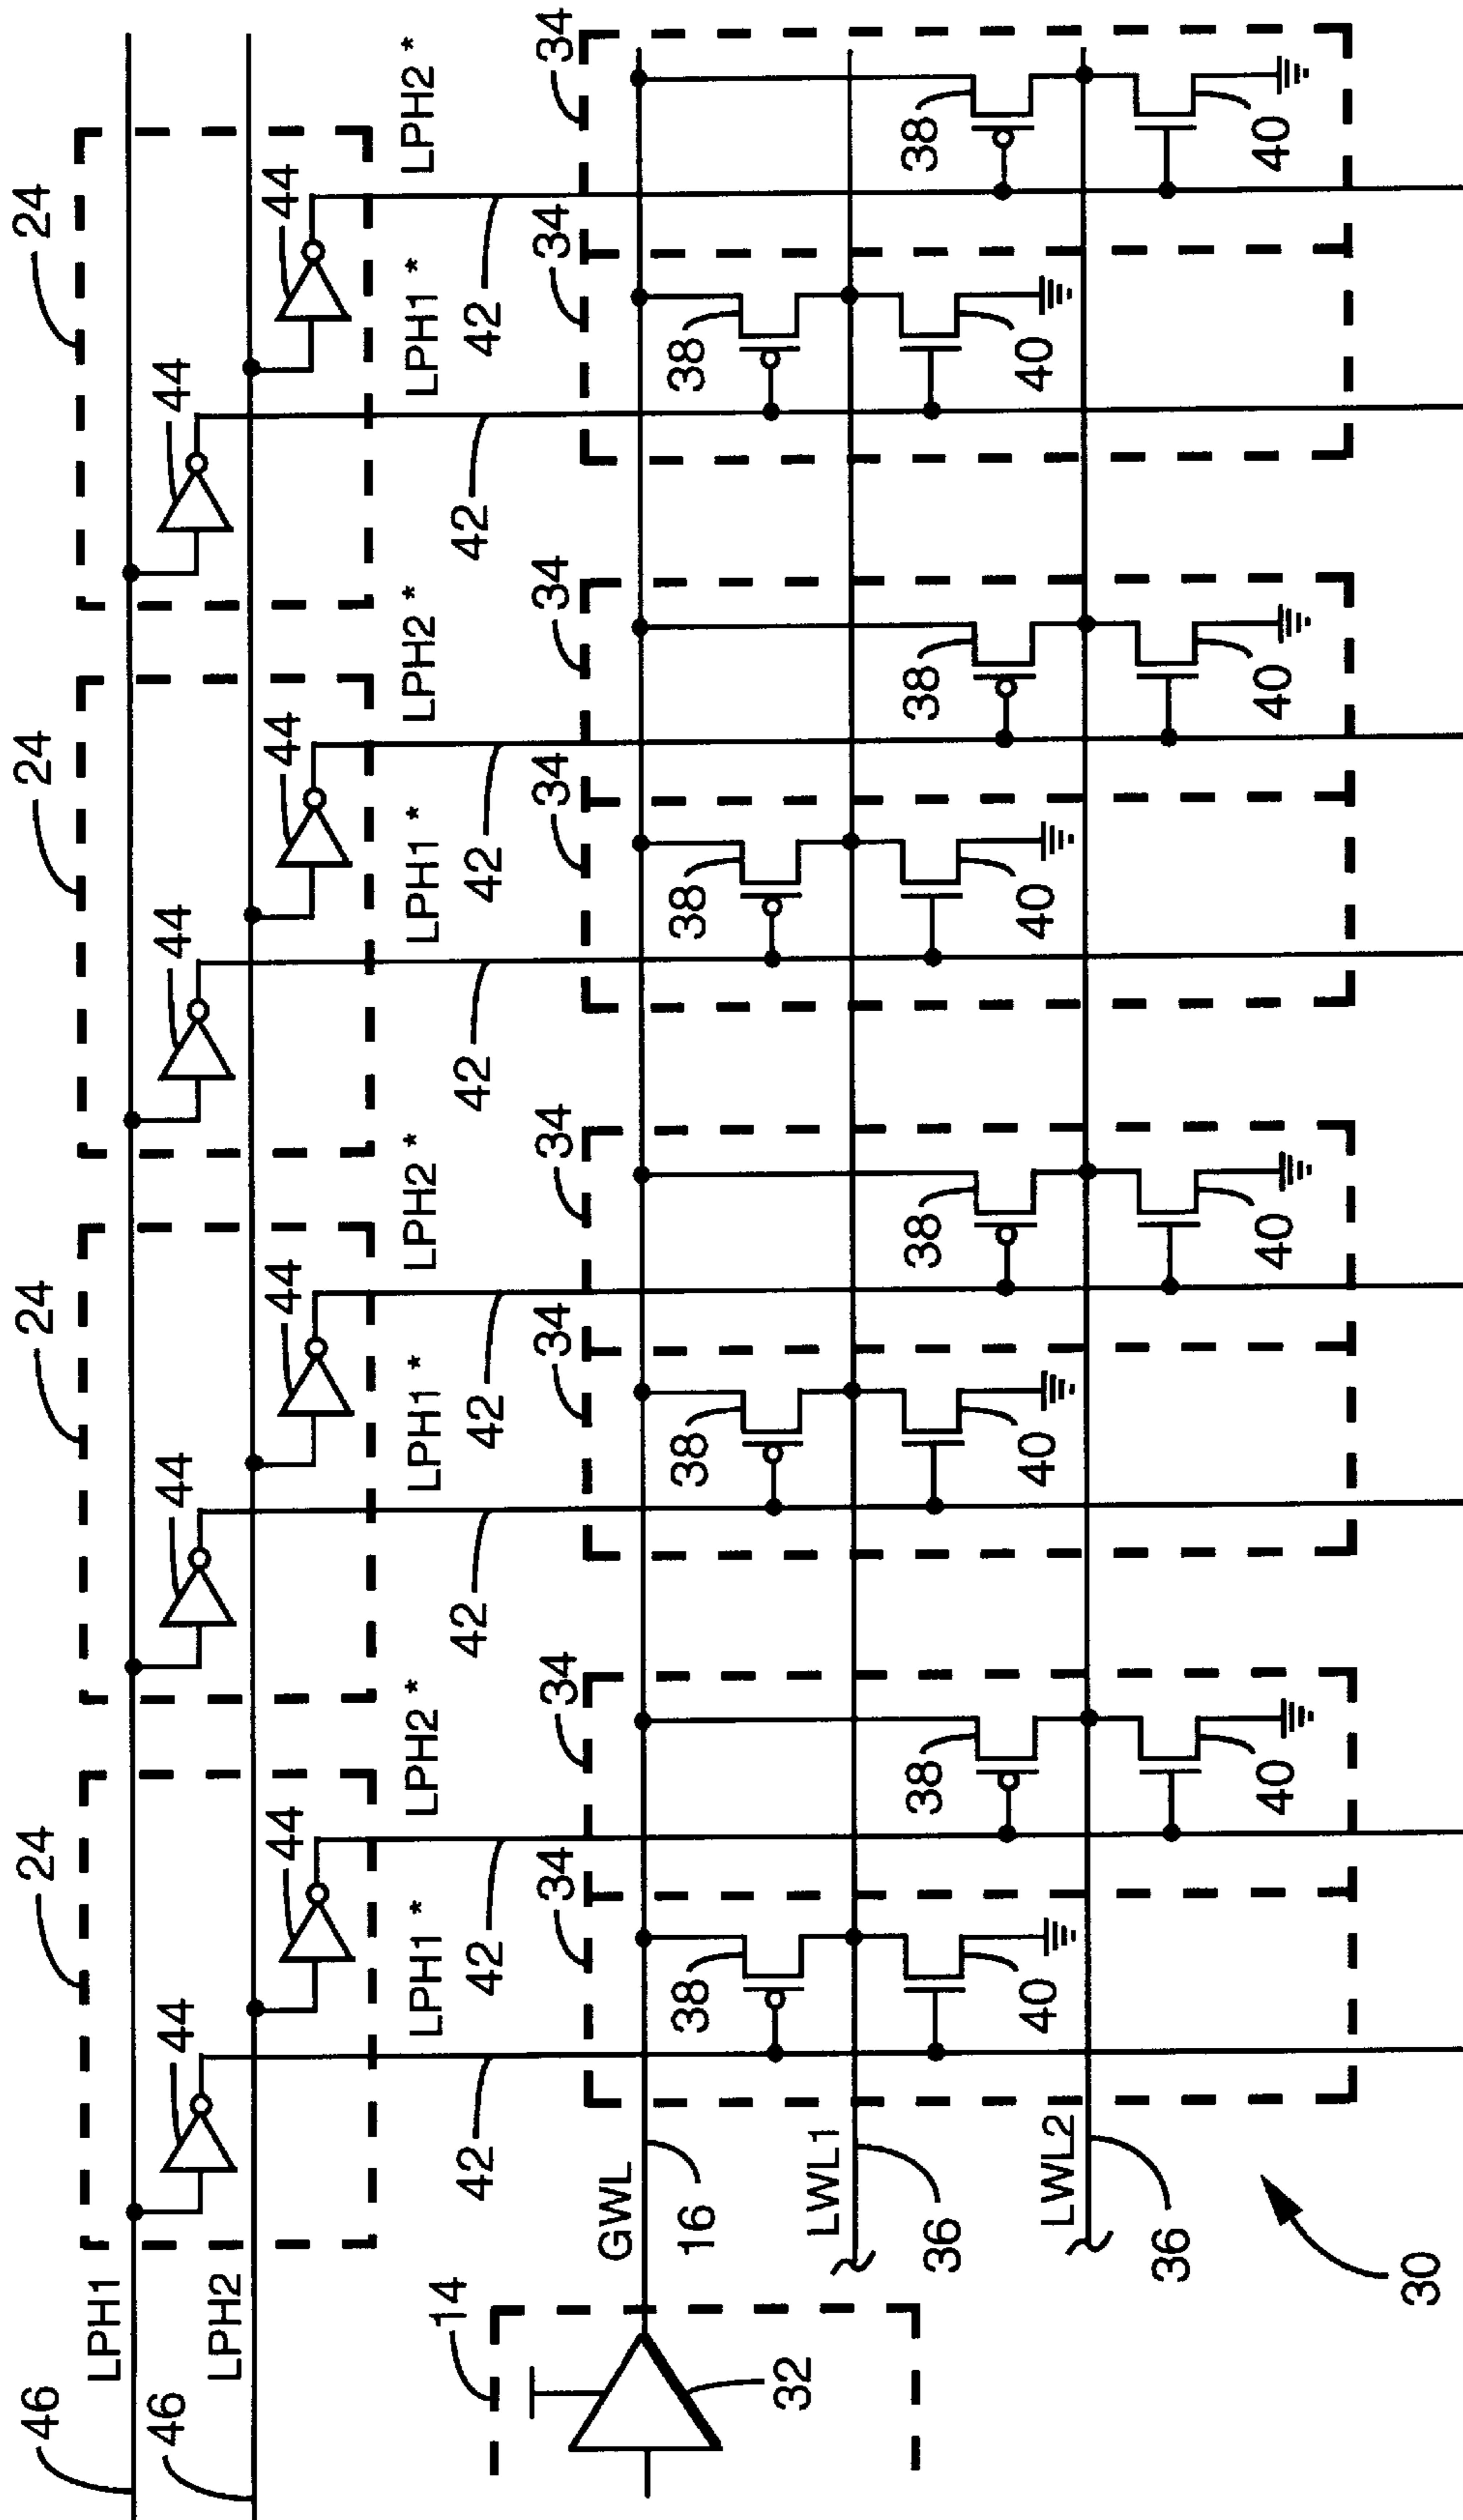 46 24 24 24 24
LPH1
46 44 44 44 44
LPH2
44 44 44 44
LPH1* LPH2* LPH1* LPH2* LPH1* LPH2* LPH1* LPH2*
14
42 42 42 42 42 42 42 42
34 34 34 34 34 34 34 34
GWL
16 38 38 38 38
32
LWL1
36 38 38 38 38
40 40 40 40
LWL2
36
40 40 40 40
30